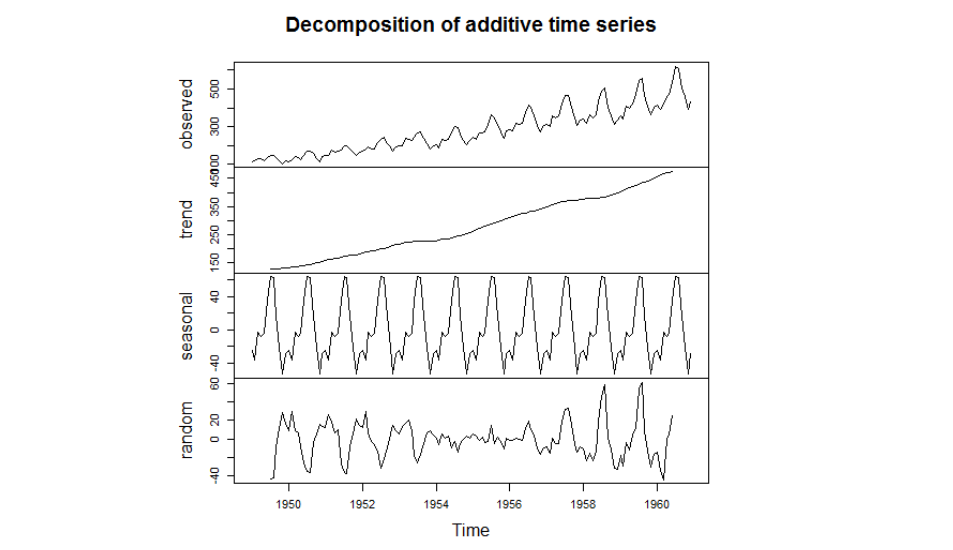 Decomposition of additive time series
observed
100 300 500
trend
150 250 350 450
seasonal
-40 0 40
random
-40 0 20 60
1950 1952 1954 1956 1958 1960
Time